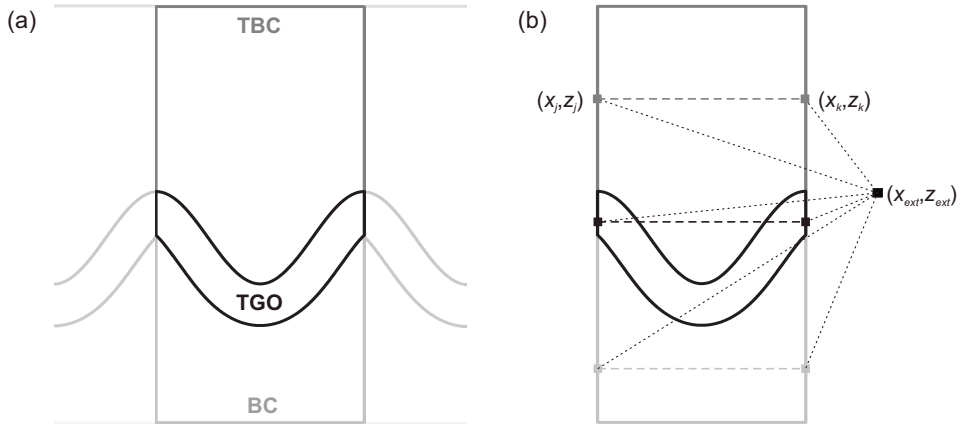 (a)
TBC
TGO
BC
(b)
(xj,zj)
(xk,zk)
(xext,zext)